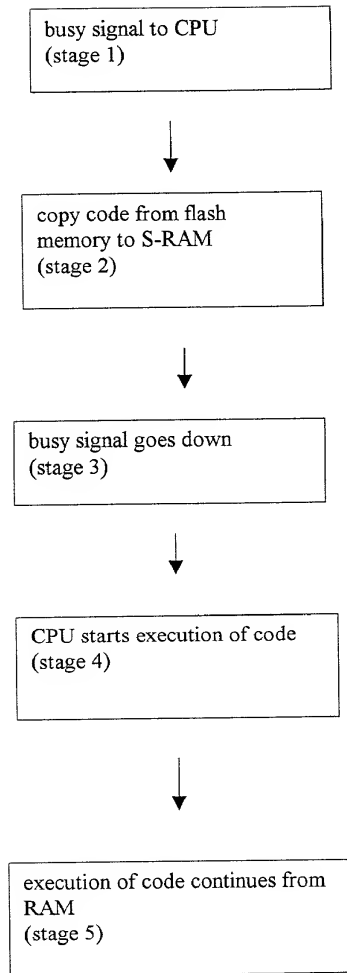 busy signal to CPU
(stage 1)
copy code from flash
memory to S-RAM
(stage 2)
busy signal goes down
(stage 3)
CPU starts execution of code
(stage 4)
execution of code continues from
RAM
(stage 5)